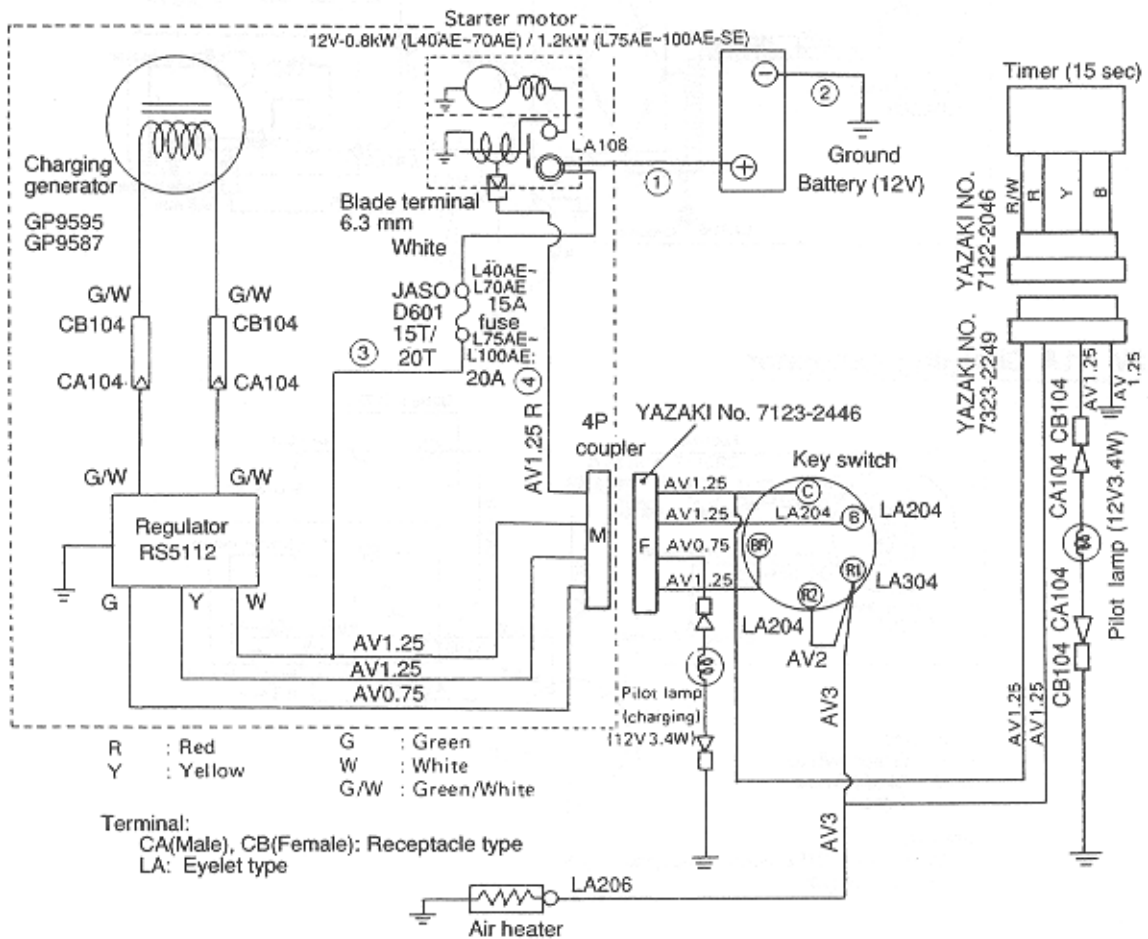 Starter motor
12V-0.8kW (L40AE~70AE) / 1.2kW (L75AE~100AE-SE)
Charging
generator
GP9595
GP9587
LA108
Blade terminal
6.3 mm
White
1
2
Ground
Battery (12V)
Timer (15 sec)
R/W
R
Y
B
YAZAKI NO.
7122-2046
YAZAKI NO.
7323-2249
G/W
G/W
CB104
CB104
CA104
CA104
G/W
G/W
JASO
D601
15T/
20T
L40AE~
L70AE
15A
fuse
L75AE~
L100AE:
20A
3
4
AV1.25 R
4P
coupler
YAZAKI No. 7123-2446
Key switch
M
F
AV1.25
AV1.25
AV0.75
AV1.25
C
LA204
B
LA204
BR
R1
LA304
R2
LA204
AV2
Regulator
RS5112
G
Y
W
AV1.25
AV1.25
AV0.75
Pilot lamp
(charging)
(12V3.4W)
AV3
AV3
AV1.25
AV1.25
AV1.25
AV
1.25
CB104
CA104
CA104
CB104
Pilot lamp (12V3.4W)
R : Red
Y : Yellow
G : Green
W : White
G/W : Green/White
Terminal:
CA(Male), CB(Female): Receptacle type
LA: Eyelet type
LA206
Air heater